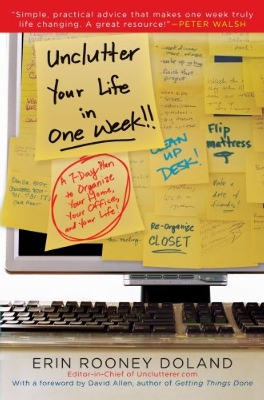 "Simple, practical advice that makes one week truly
life changing. A great resource!"—PETER WALSH
Unclutter
Your Life
in
One Week!!
A 7-Day Plan
to Organize
Your Home,
Your Office,
and Your Life!
CLEAN
UP
DESK!
Flip
mattress
Re-Organize
CLOSET
ERIN ROONEY DOLAND
Editor-in-Chief of Unclutterer.com
With a foreword by David Allen, author of Getting Things Done